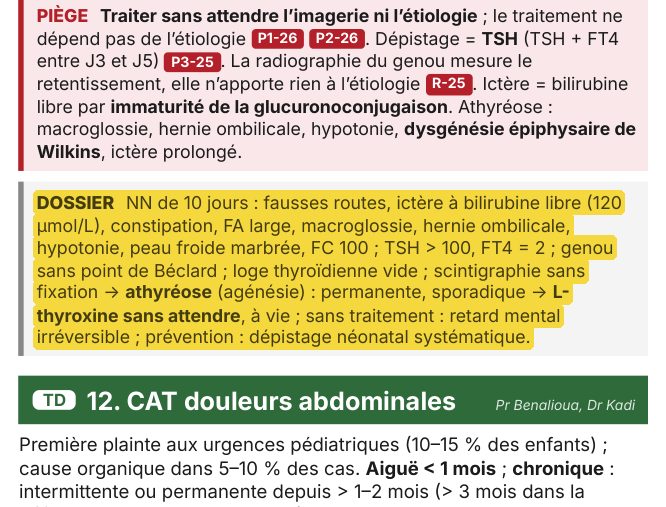 PIÈGE Traiter sans attendre l’imagerie ni l’étiologie ; le traitement ne
dépend pas de l’étiologie P1-26 P2-26. Dépistage = TSH (TSH + FT4
entre J3 et J5) P3-25. La radiographie du genou mesure le
retentissement, elle n’apporte rien à l’étiologie R-25. Ictère = bilirubine
libre par immaturité de la glucuronoconjugaison. Athyréose :
macroglossie, hernie ombilicale, hypotonie, dysgénésie épiphysaire de
Wilkins, ictère prolongé.
DOSSIER NN de 10 jours : fausses routes, ictère à bilirubine libre (120
µmol/L), constipation, FA large, macroglossie, hernie ombilicale,
hypotonie, peau froide marbrée, FC 100 ; TSH > 100, FT4 = 2 ; genou
sans point de Béclard ; loge thyroïdienne vide ; scintigraphie sans
fixation → athyréose (agénésie) : permanente, sporadique → L-
thyroxine sans attendre, à vie ; sans traitement : retard mental
irréversible ; prévention : dépistage néonatal systématique.
TD 12. CAT douleurs abdominales Pr Benalioua, Dr Kadi
Première plainte aux urgences pédiatriques (10–15 % des enfants) ;
cause organique dans 5–10 % des cas. Aiguë < 1 mois ; chronique :
intermittente ou permanente depuis > 1–2 mois (> 3 mois dans la